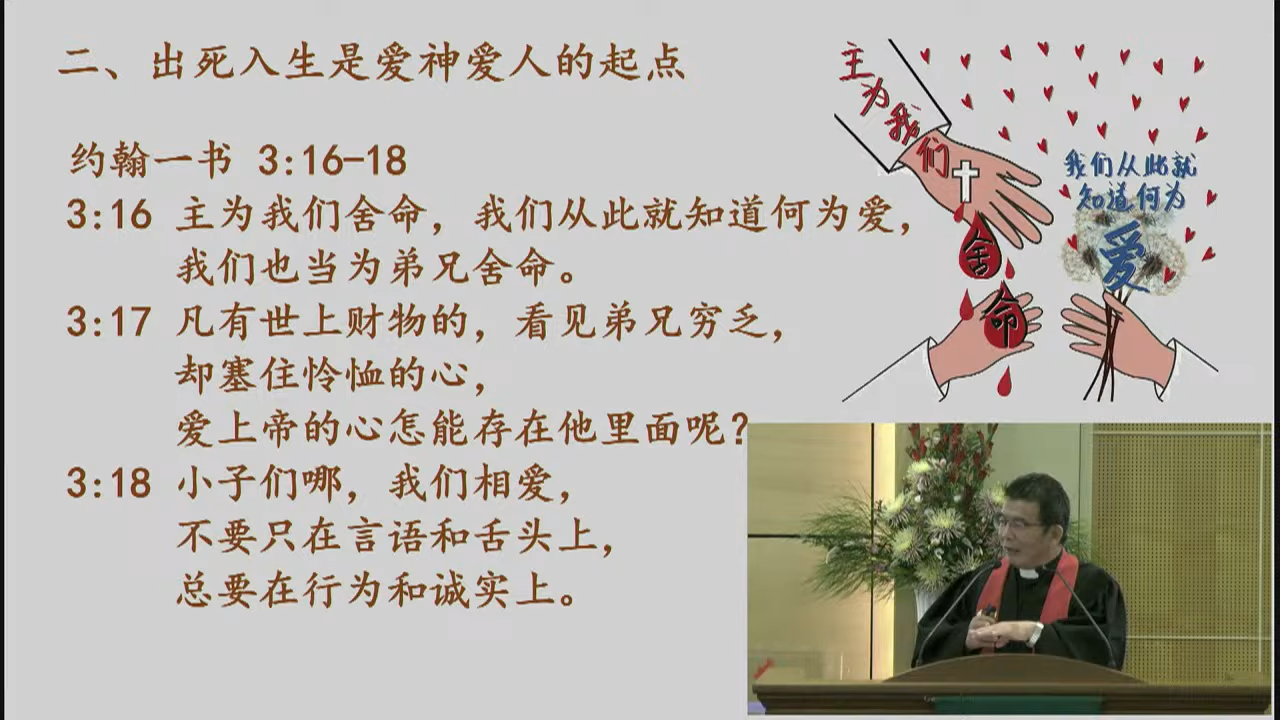 二、出死入生是爱神爱人的起点
约翰一书 3:16-18
3:16 主为我们舍命，我们从此就知道何为爱，
我们也当为弟兄舍命。
3:17 凡有世上财物的，看见弟兄穷乏，
却塞住怜恤的心，
爱上帝的心怎能存在他里面呢？
3:18 小子们哪，我们相爱，
不要只在言语和舌头上，
总要在行为和诚实上。
主为我们
舍
命
我们从此就
知道何为
爱